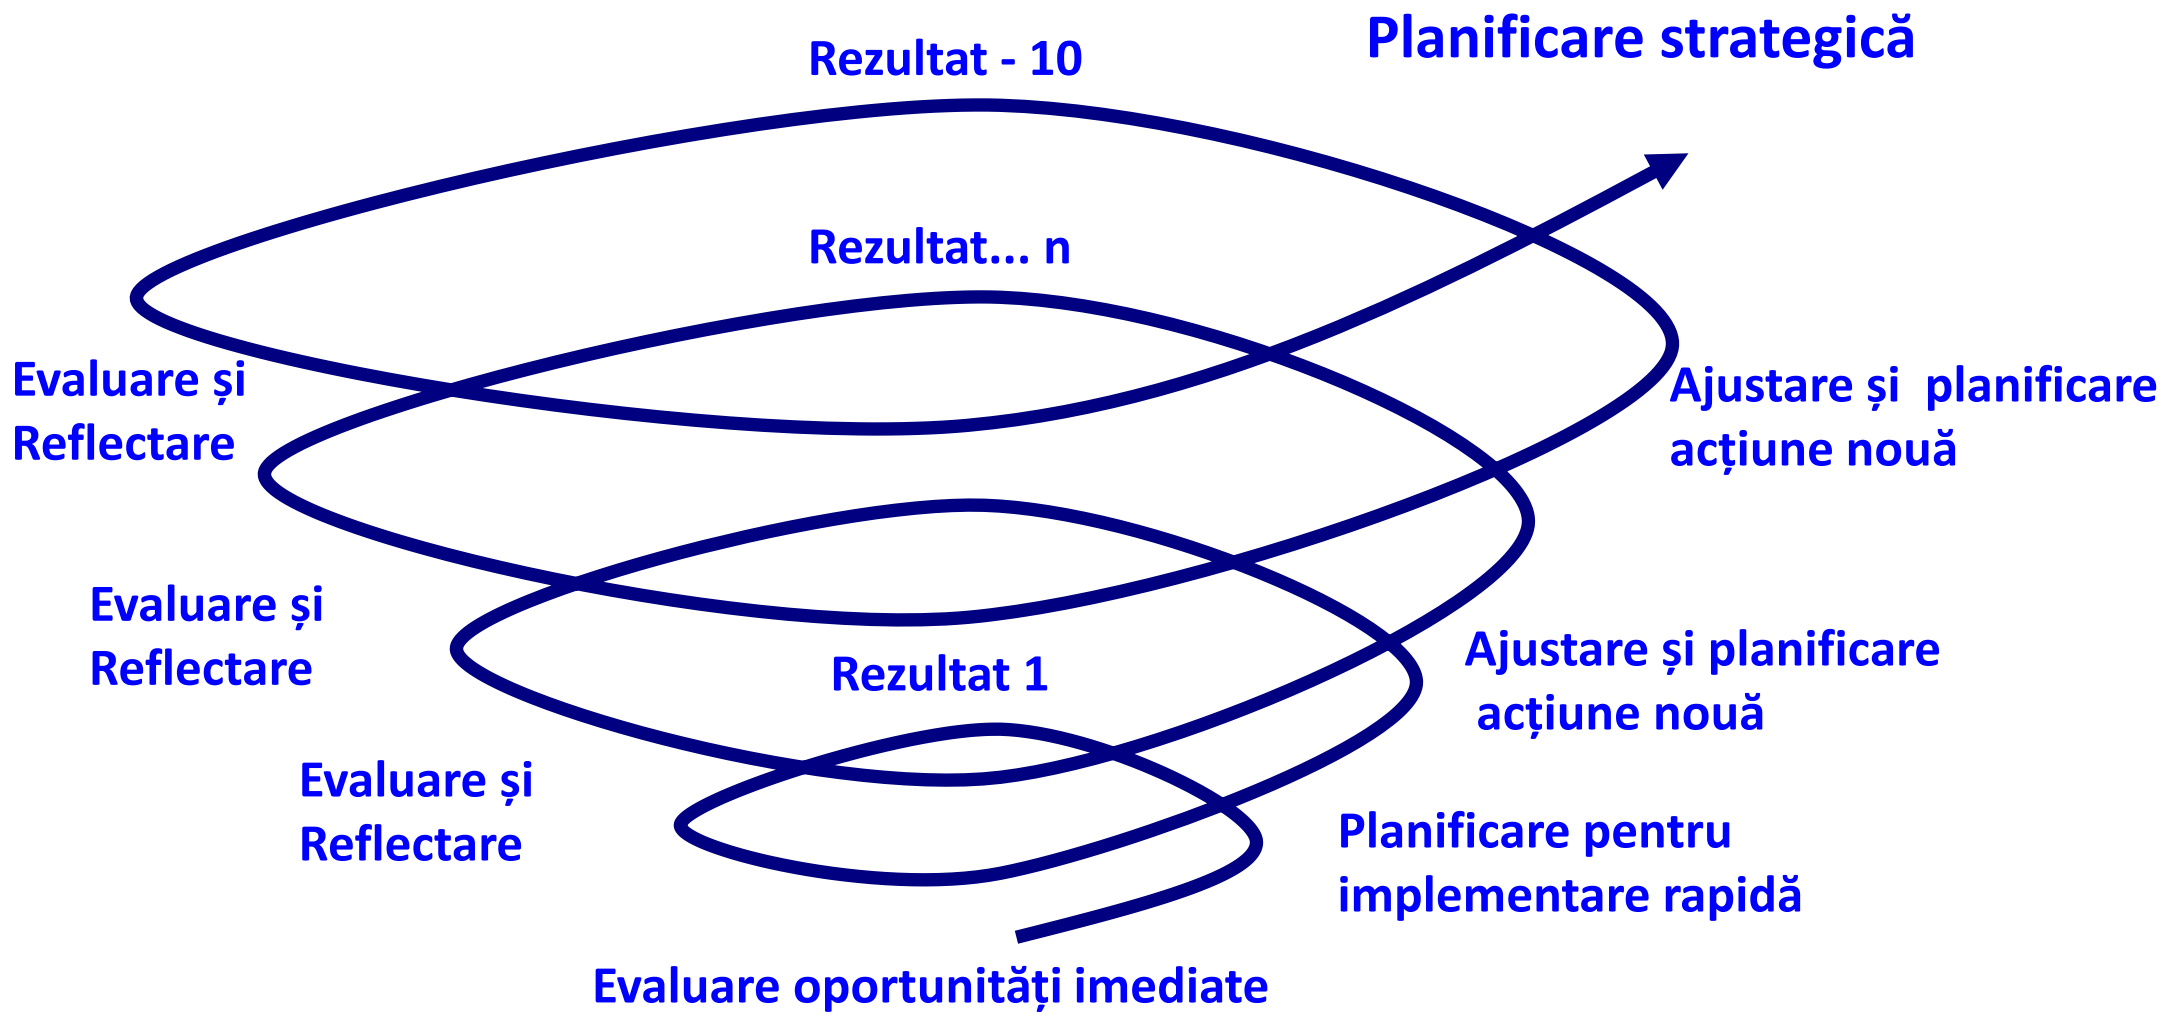 Planificare strategică
Rezultat - 10
Rezultat... n
Evaluare și
Reflectare
Ajustare și  planificare
acțiune nouă
Evaluare și
Reflectare
Rezultat 1
Ajustare și planificare
acțiune nouă
Evaluare și
Reflectare
Planificare pentru
implementare rapidă
Evaluare oportunități imediate